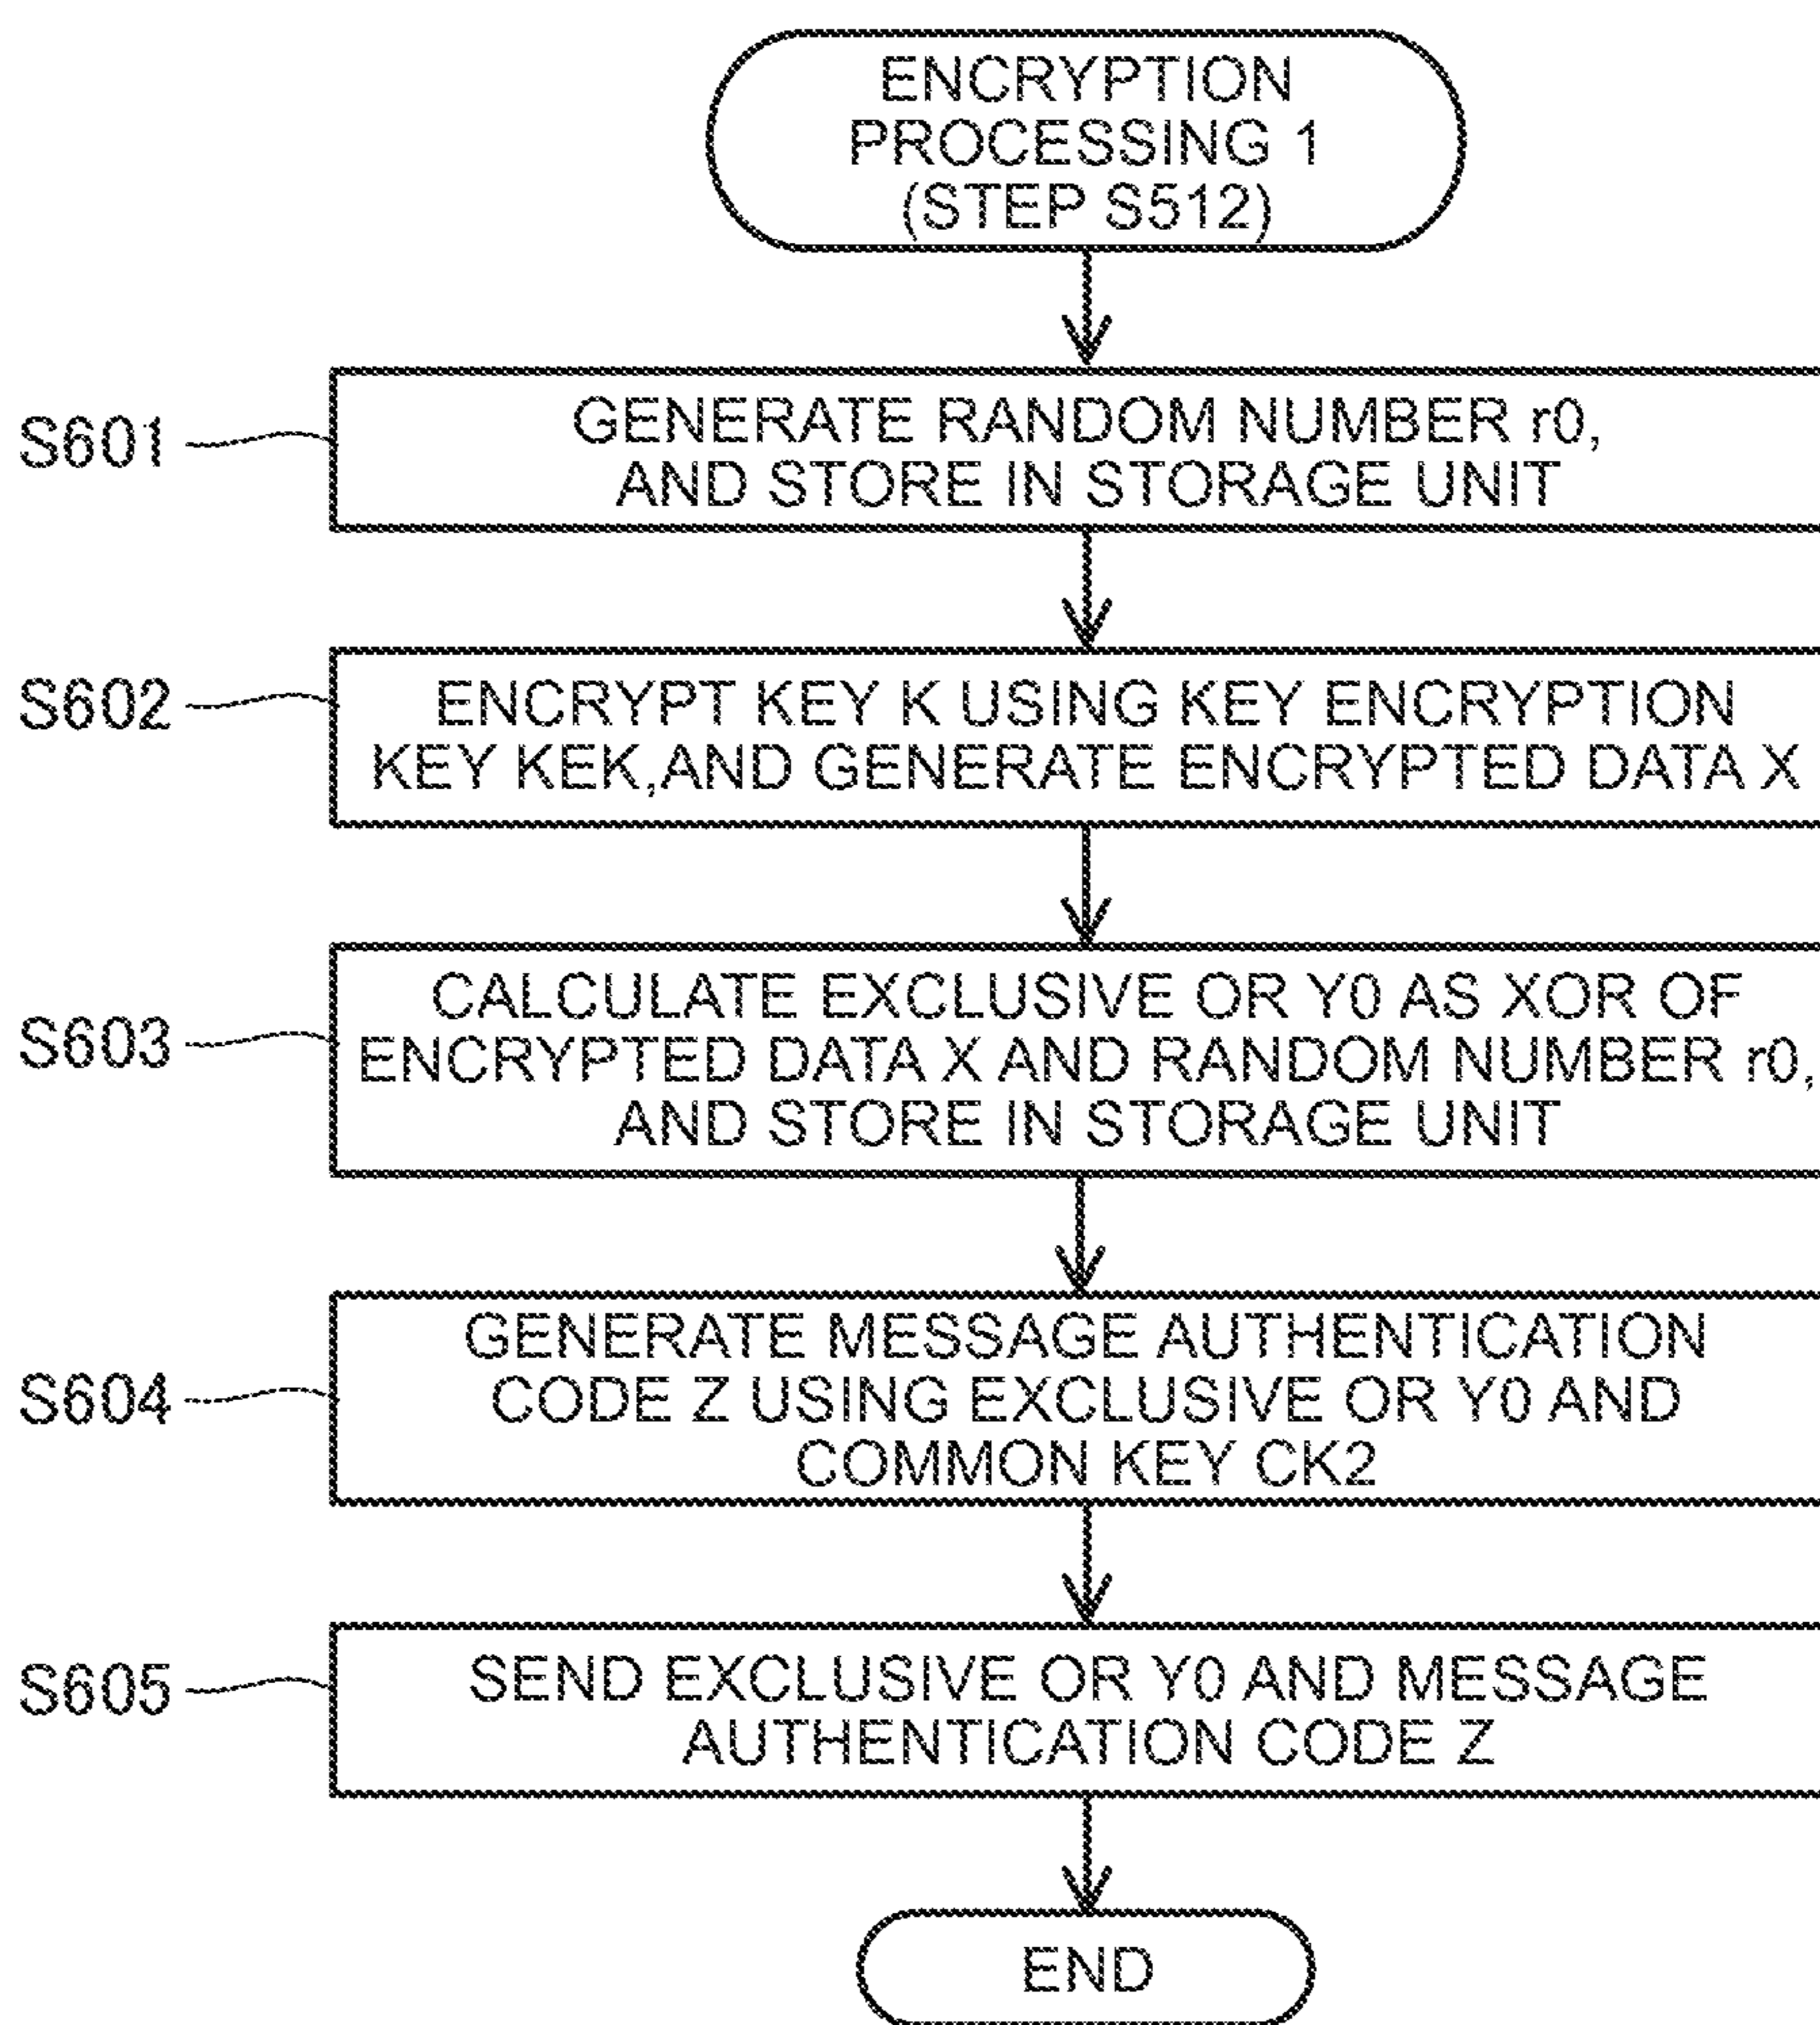 ENCRYPTION
PROCESSING 1
(STEP S512)
S601
GENERATE RANDOM NUMBER r0,
AND STORE IN STORAGE UNIT
S602
ENCRYPT KEY K USING KEY ENCRYPTION
KEY KEK,AND GENERATE ENCRYPTED DATA X
S603
CALCULATE EXCLUSIVE OR Y0 AS XOR OF
ENCRYPTED DATA X AND RANDOM NUMBER r0,
AND STORE IN STORAGE UNIT
S604
GENERATE MESSAGE AUTHENTICATION
CODE Z USING EXCLUSIVE OR Y0 AND
COMMON KEY CK2
S605
SEND EXCLUSIVE OR Y0 AND MESSAGE
AUTHENTICATION CODE Z
END